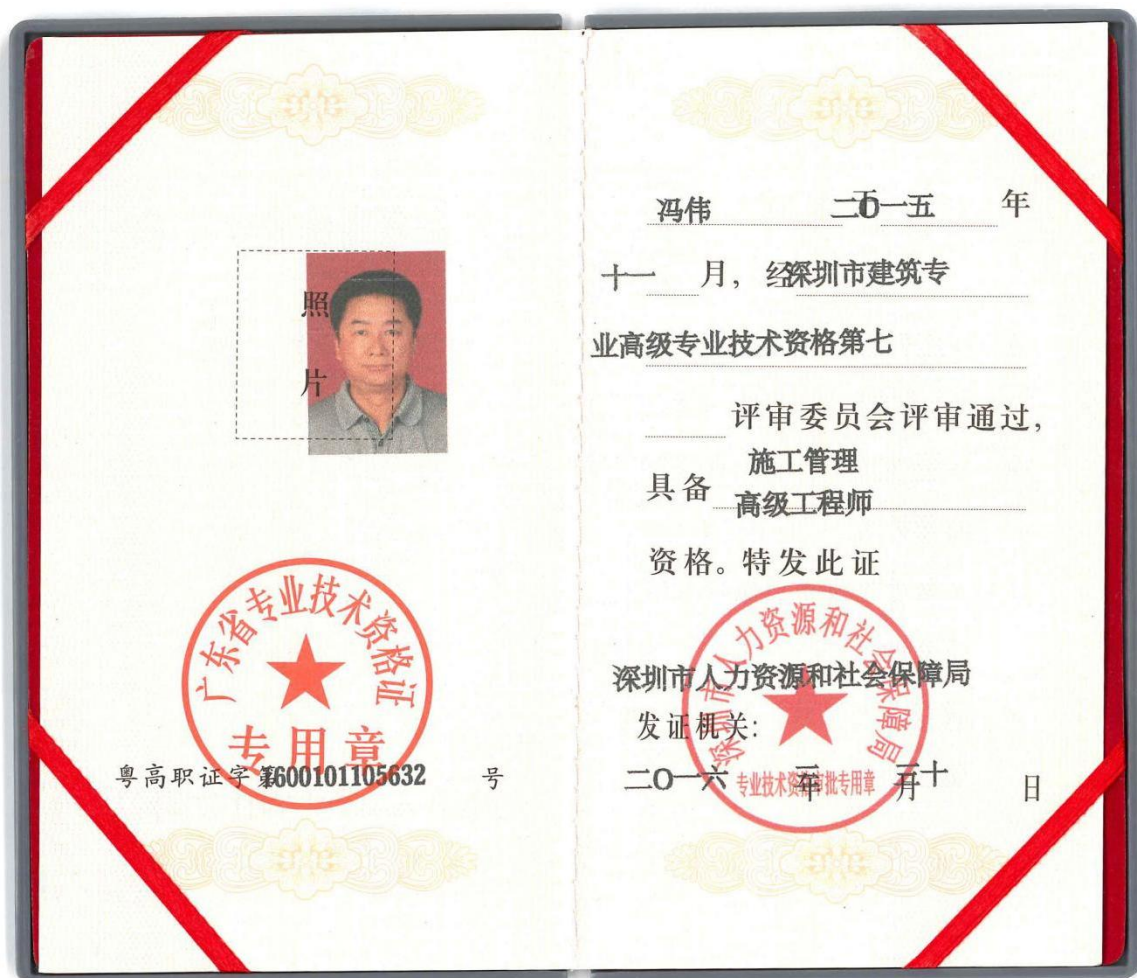 照
片
广东省专业技术资格证
专用章
粤高职证字第1600101105632号
冯伟 于二〇一五年
十一月，经深圳市建筑专
业高级专业技术资格第七
评审委员会评审通过，
施工管理
具备
高级工程师
资格。特发此证
深圳市人力资源和社会保障局
深圳市人力资源和社会保障局
发证机关：
专业技术资格审批专用章
二〇一六年 月 十日